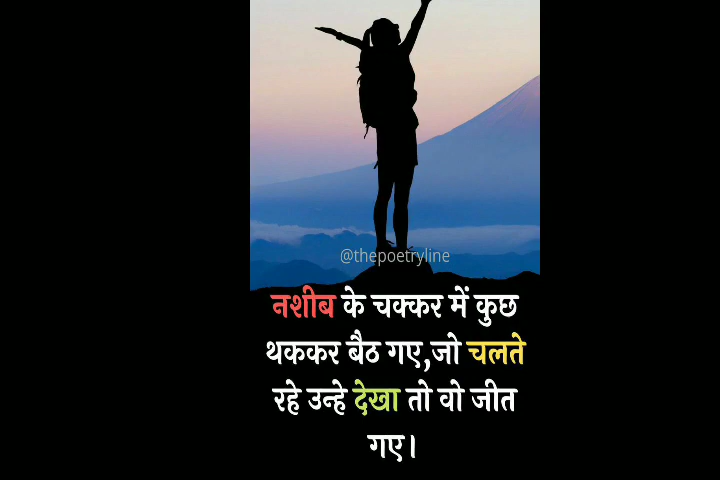 @thepoetryline
नशीब के चक्कर में कुछ
थककर बैठ गए,जो चलते
रहे उन्हे देखा तो वो जीत
गए।